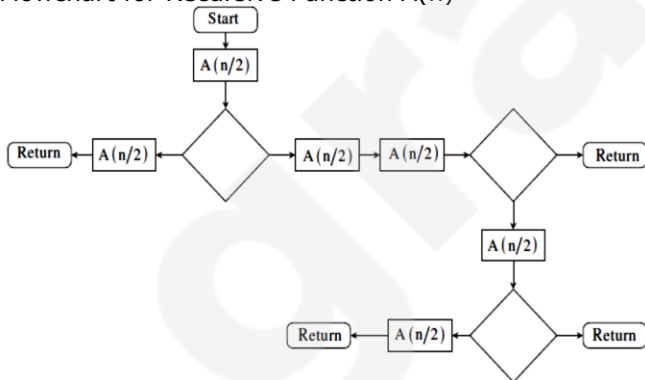 Flowchart for Recursive Function A(n)
Start
A(n/2)
Return
A(n/2)
A(n/2)
A(n/2)
Return
A(n/2)
Return
A(n/2)
Return